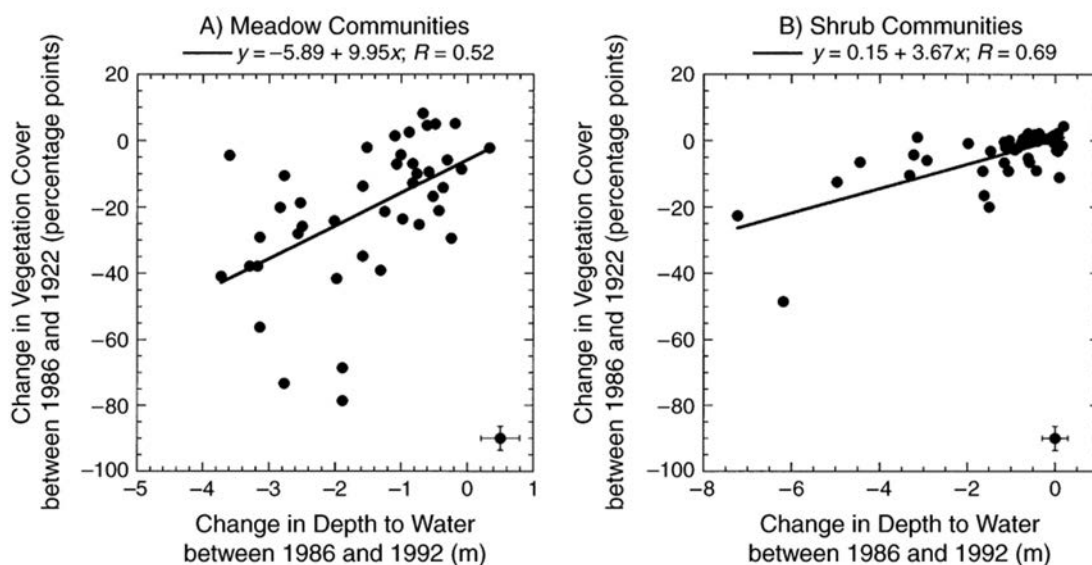 A) Meadow Communities
y = −5.89 + 9.95x; R = 0.52
Change in Vegetation Cover
between 1986 and 1922 (percentage points)
20
0
−20
−40
−60
−80
−100
−5
−4
−3
−2
−1
0
1
Change in Depth to Water
between 1986 and 1992 (m)
B) Shrub Communities
y = 0.15 + 3.67x; R = 0.69
Change in Vegetation Cover
between 1986 and 1922 (percentage points)
20
0
−20
−40
−60
−80
−100
−8
−6
−4
−2
0
Change in Depth to Water
between 1986 and 1992 (m)